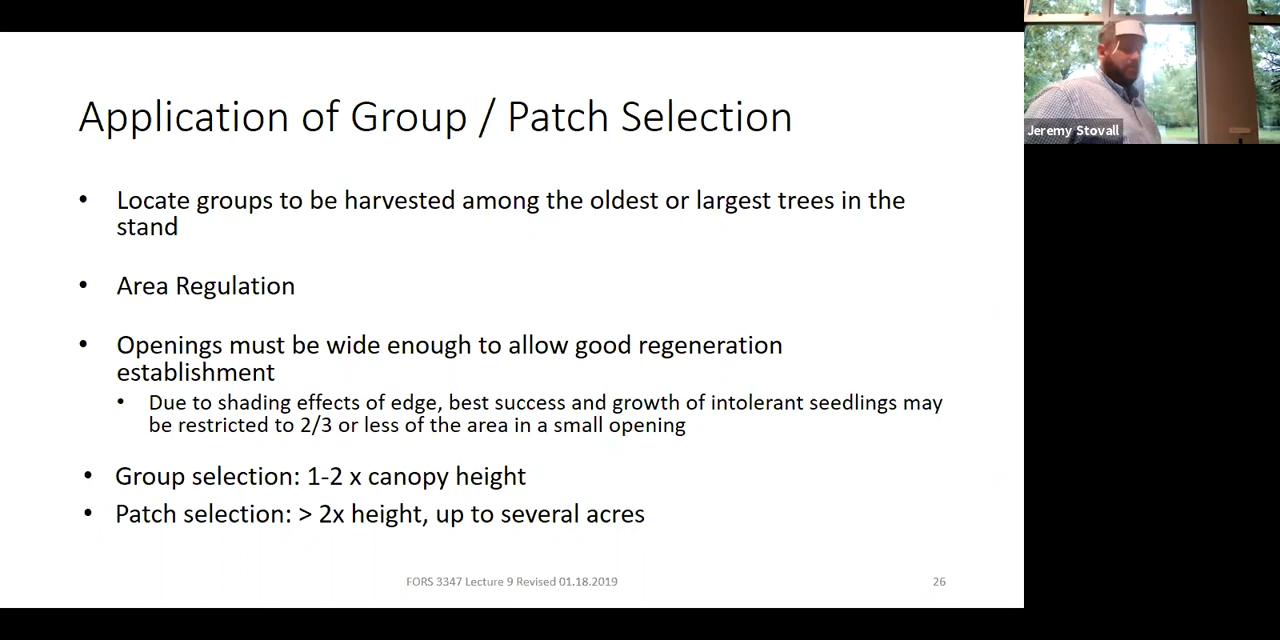 Application of Group / Patch Selection
• Locate groups to be harvested among the oldest or largest trees in the
stand
• Area Regulation
• Openings must be wide enough to allow good regeneration
establishment
• Due to shading effects of edge, best success and growth of intolerant seedlings may
be restricted to 2/3 or less of the area in a small opening
• Group selection: 1-2 x canopy height
• Patch selection: > 2x height, up to several acres
FORS 3347 Lecture 9 Revised 01.18.2019
26
Jeremy Stovall